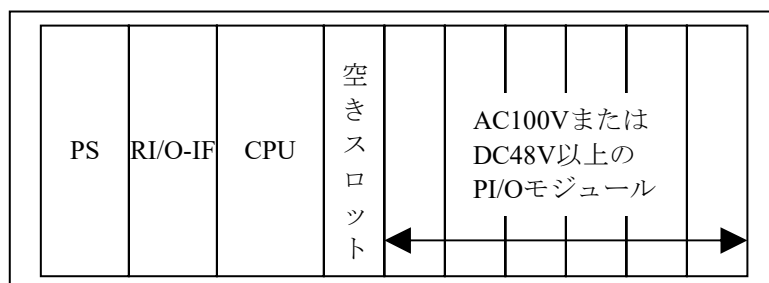 PS
RI/O-IF
CPU
空きスロット
AC100Vまたは
DC48V以上の
PI/Oモジュール